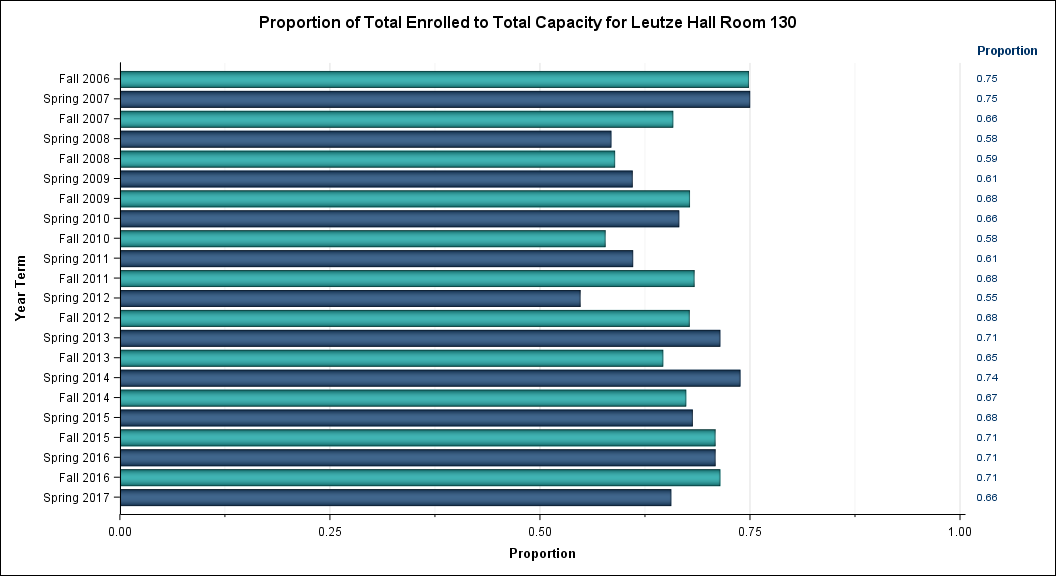 Proportion of Total Enrolled to Total Capacity for Leutze Hall Room 130
Proportion
Year Term
Fall 2006 0.75
Spring 2007 0.75
Fall 2007 0.66
Spring 2008 0.58
Fall 2008 0.59
Spring 2009 0.61
Fall 2009 0.68
Spring 2010 0.66
Fall 2010 0.58
Spring 2011 0.61
Fall 2011 0.68
Spring 2012 0.55
Fall 2012 0.68
Spring 2013 0.71
Fall 2013 0.65
Spring 2014 0.74
Fall 2014 0.67
Spring 2015 0.68
Fall 2015 0.71
Spring 2016 0.71
Fall 2016 0.71
Spring 2017 0.66
0.00 0.25 0.50 0.75 1.00
Proportion